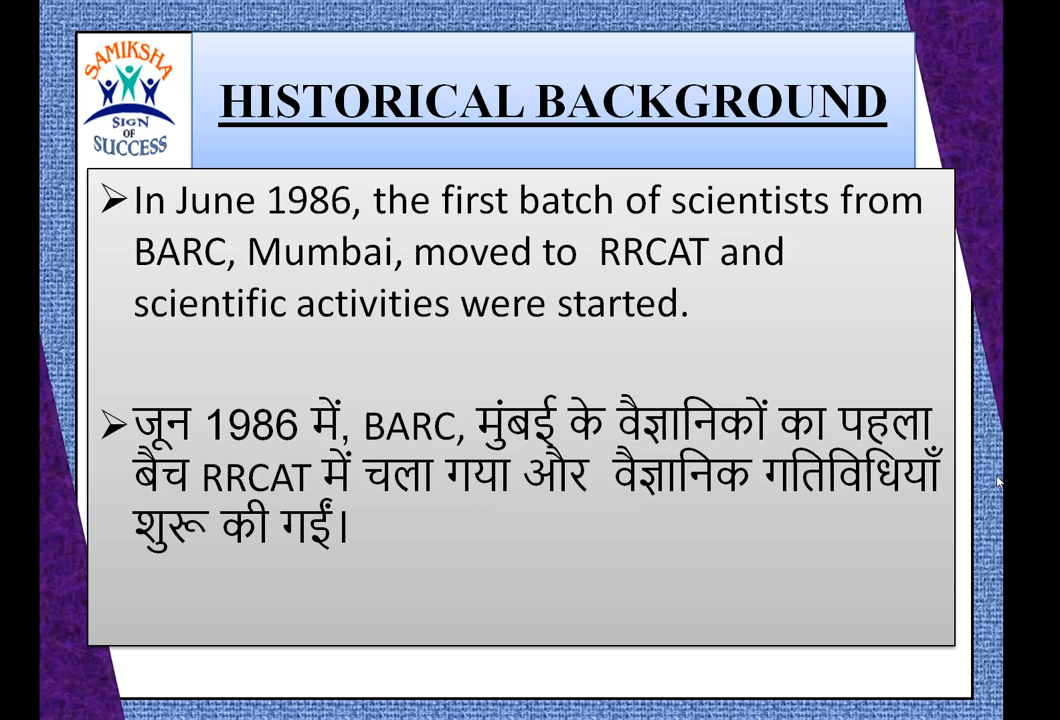 SAMIKSHA
SIGN
OF
SUCCESS
HISTORICAL BACKGROUND
➢In June 1986, the first batch of scientists from
BARC, Mumbai, moved to RRCAT and
scientific activities were started.
➢जून 1986 में, BARC, मुंबई के वैज्ञानिकों का पहला
बैच RRCAT में चला गया और वैज्ञानिक गतिविधियाँ
शुरू की गईं।